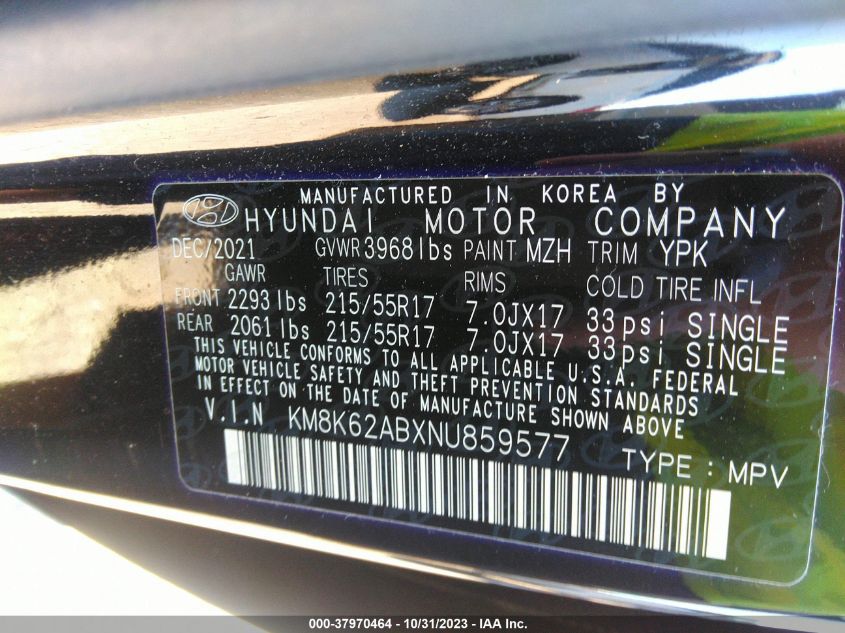 MANUFACTURED IN KOREA BY
HYUNDAI MOTOR COMPANY
DEC/2021 GVWR 3968lbs PAINT MZH TRIM YPK
GAWR TIRES RIMS COLD TIRE INFL
FRONT 2293lbs 215/55R17 7.0JX17 33psi SINGLE
REAR 2061lbs 215/55R17 7.0JX17 33psi SINGLE
THIS VEHICLE CONFORMS TO ALL APPLICABLE U.S.A. FEDERAL
MOTOR VEHICLE SAFETY AND THEFT PREVENTION STANDARDS
IN EFFECT ON THE DATE OF MANUFACTURE SHOWN ABOVE
V.I.N KM8K62ABXNU859577 TYPE : MPV
000-37970464 - 10/31/2023 - IAA Inc.